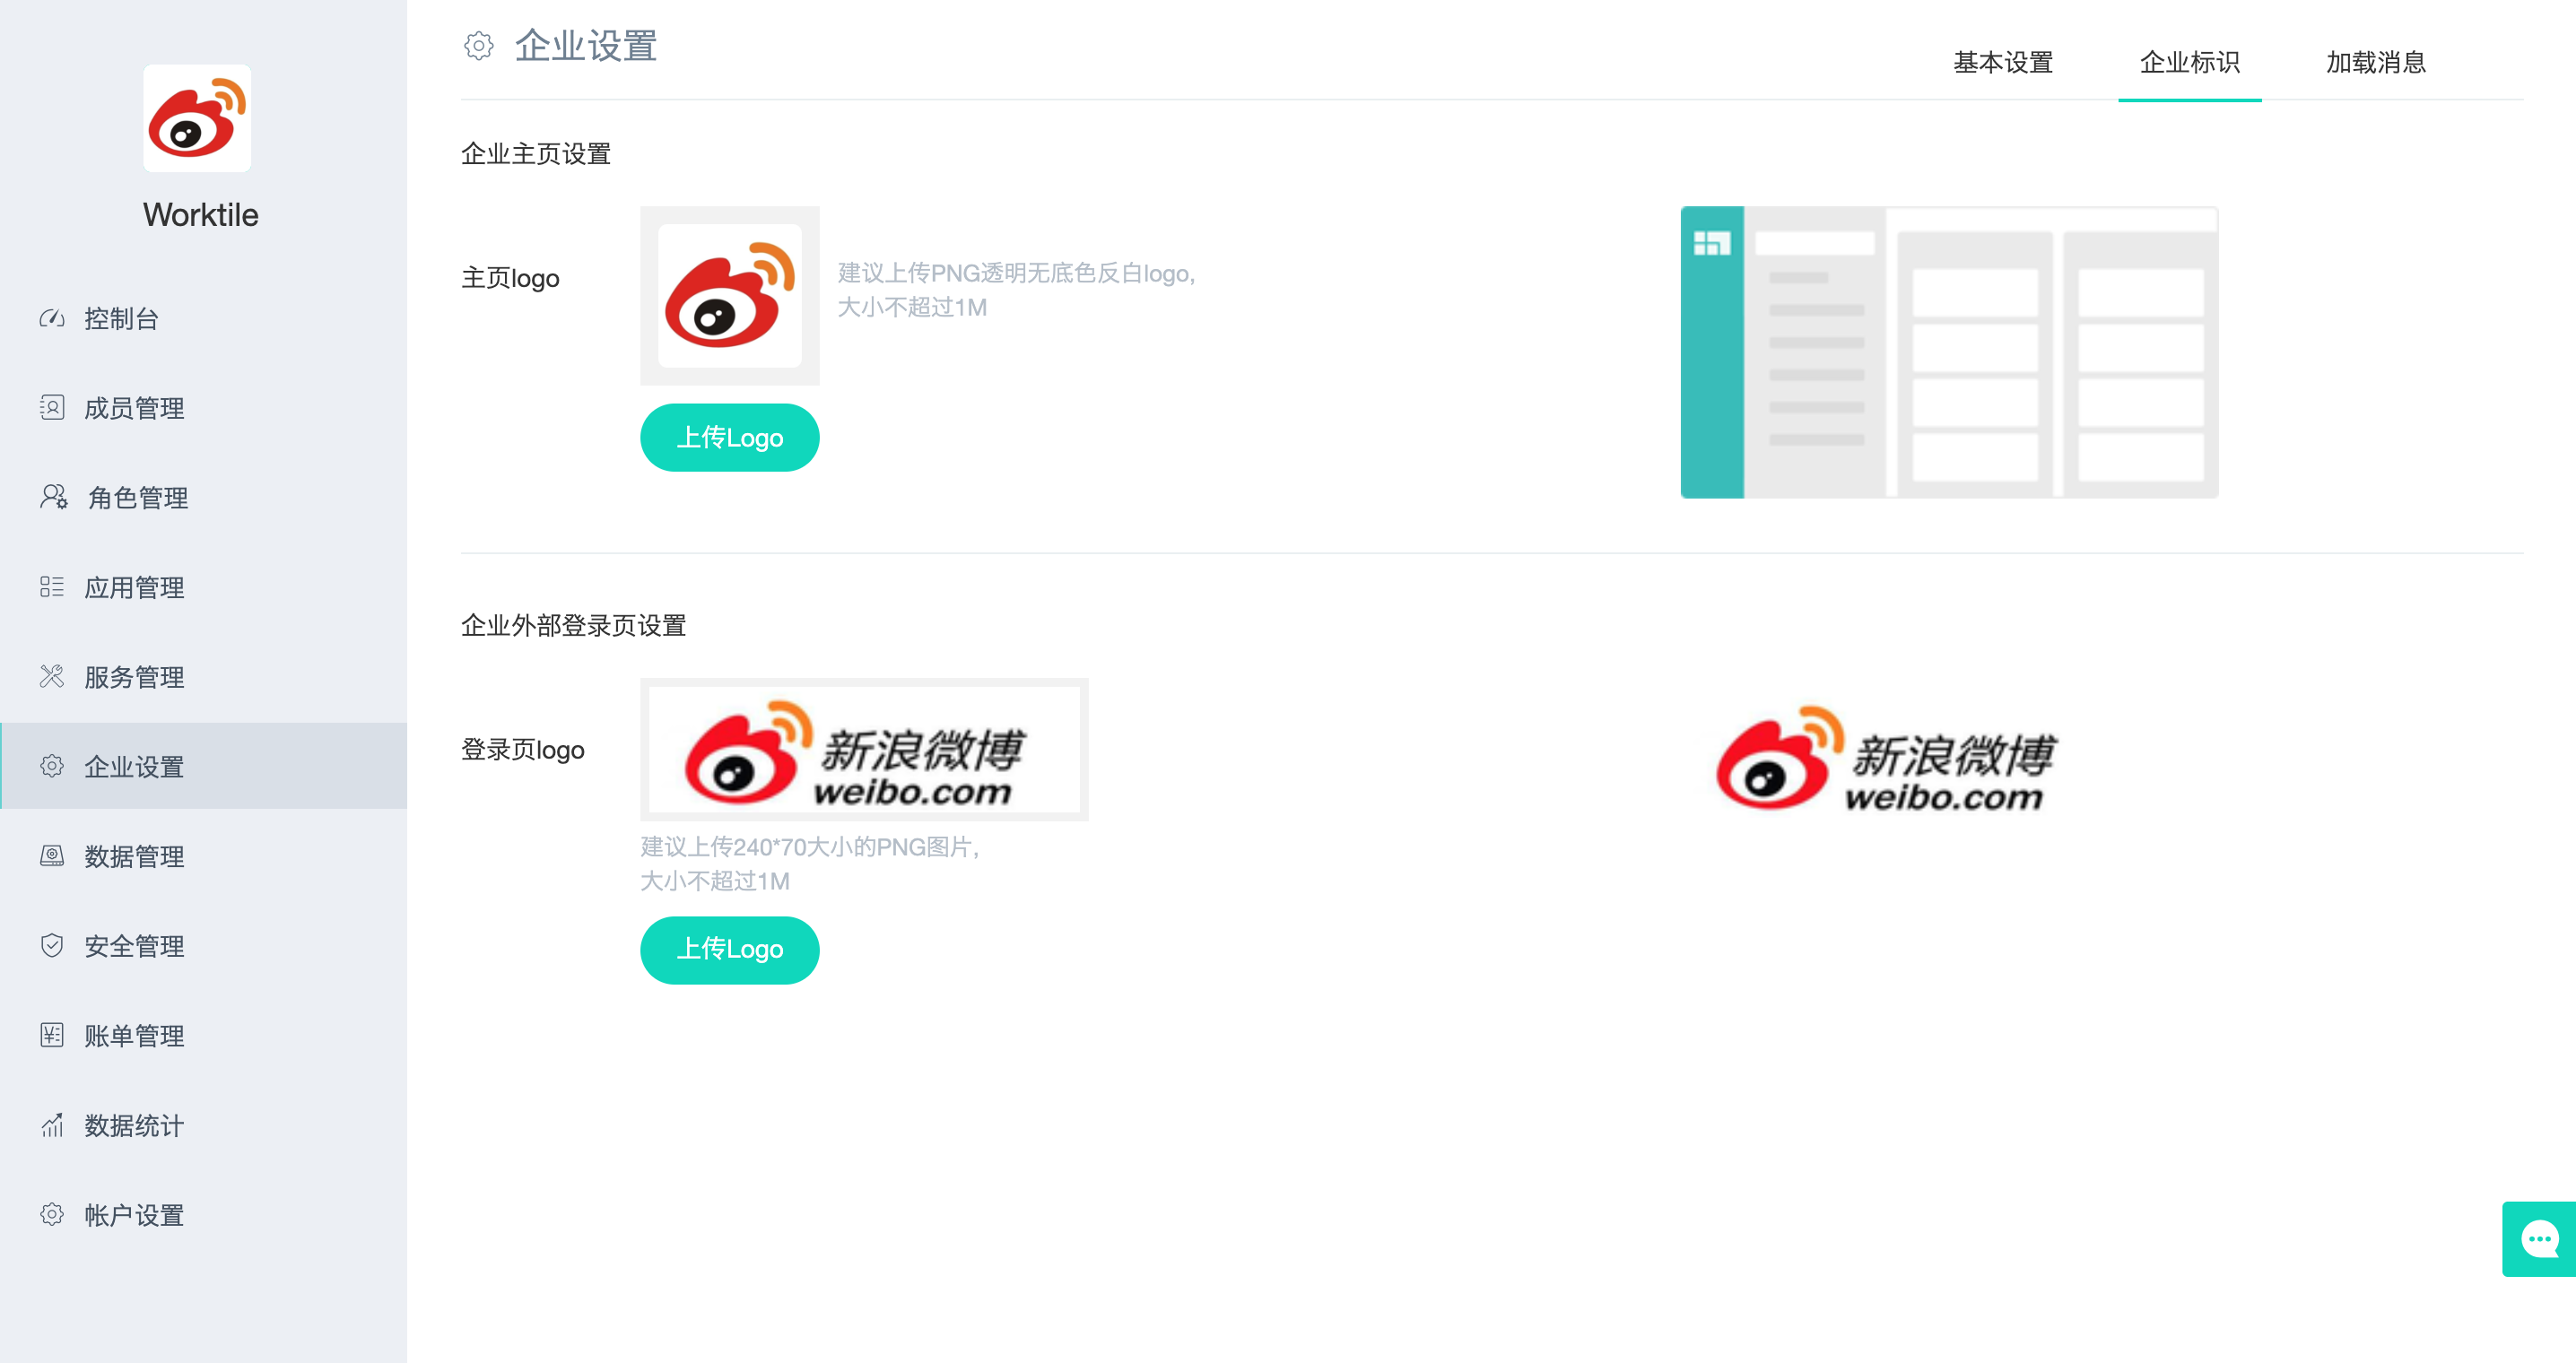 Worktile
控制台
成员管理
角色管理
应用管理
服务管理
企业设置
数据管理
安全管理
账单管理
数据统计
帐户设置
企业设置
基本设置
企业标识
加载消息
企业主页设置
主页logo
建议上传PNG透明无底色反白logo,
大小不超过1M
上传Logo
企业外部登录页设置
登录页logo
新浪微博
weibo.com
建议上传240*70大小的PNG图片,
大小不超过1M
上传Logo
新浪微博
weibo.com